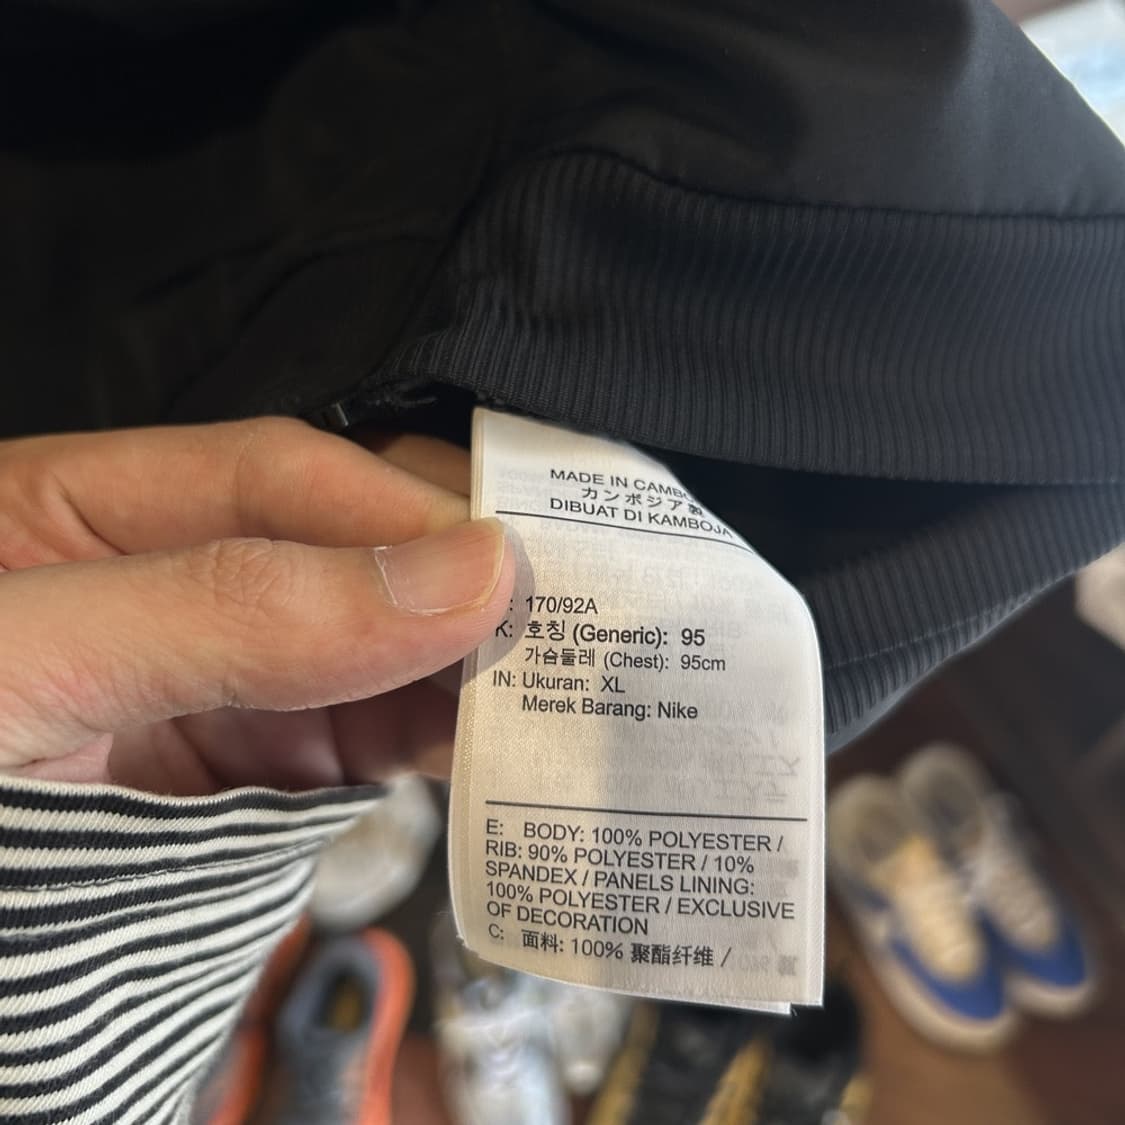 MADE IN CAMBO
カンボジア製
DIBUAT DI KAMBOJA
: 170/92A
K: 호칭 (Generic): 95
가슴둘레 (Chest): 95cm
IN: Ukuran: XL
Merek Barang: Nike
E: BODY: 100% POLYESTER /
RIB: 90% POLYESTER / 10%
SPANDEX / PANELS LINING:
100% POLYESTER / EXCLUSIVE
OF DECORATION
C: 面料: 100% 聚酯纤维 /